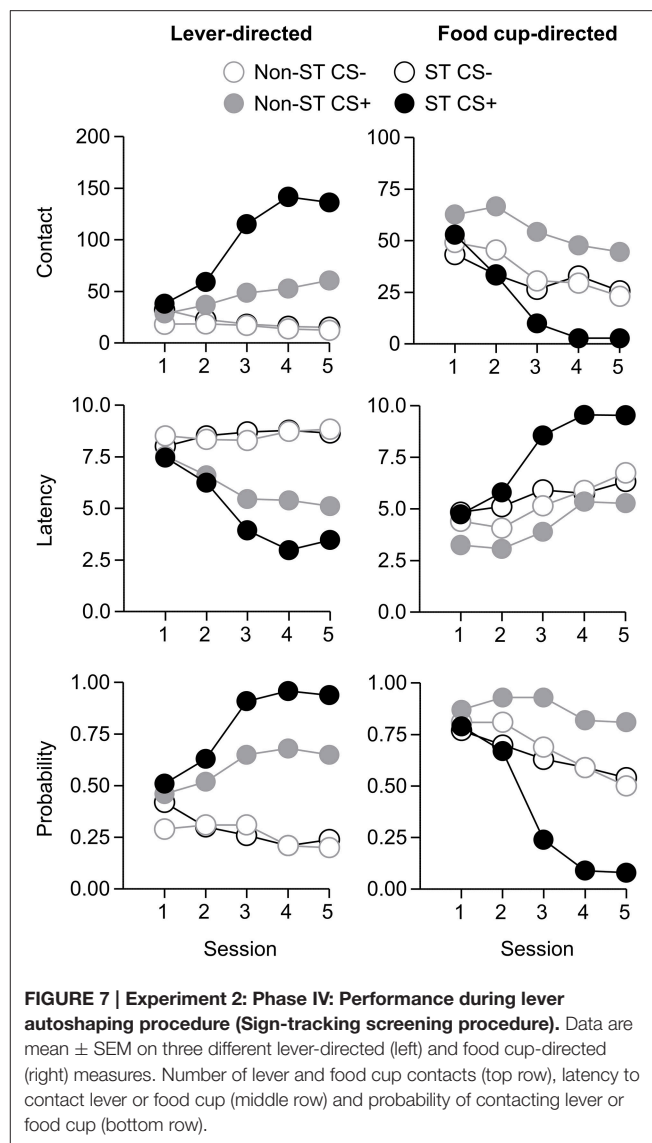 Lever-directed
Food cup-directed
Non-ST CS-
ST CS-
Non-ST CS+
ST CS+
Contact
200
150
100
50
0
1 2 3 4 5
100
75
50
25
0
1 2 3 4 5
Latency
10.0
7.5
5.0
2.5
0.0
1 2 3 4 5
10.0
7.5
5.0
2.5
0.0
1 2 3 4 5
Probability
1.00
0.75
0.50
0.25
0.00
1 2 3 4 5
Session
1.00
0.75
0.50
0.25
0.00
1 2 3 4 5
Session
FIGURE 7 | Experiment 2: Phase IV: Performance during lever
autoshaping procedure (Sign-tracking screening procedure). Data are
mean ± SEM on three different lever-directed (left) and food cup-directed
(right) measures. Number of lever and food cup contacts (top row), latency to
contact lever or food cup (middle row) and probability of contacting lever or
food cup (bottom row).